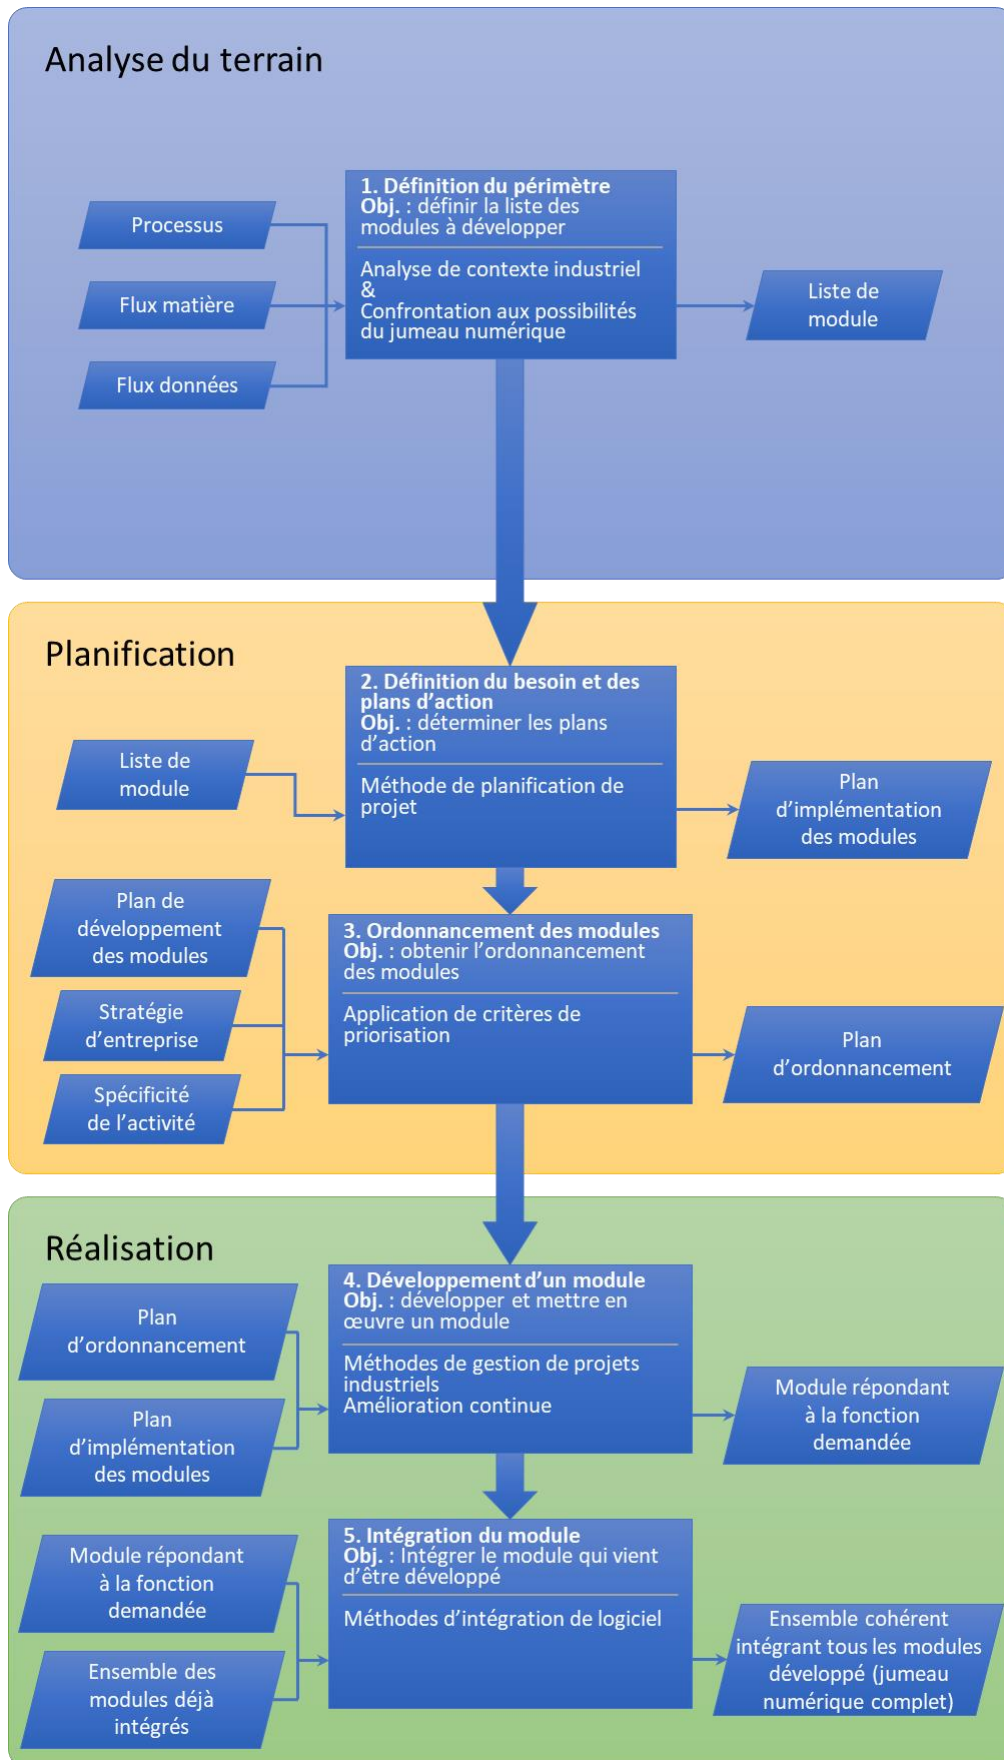 Analyse du terrain
Processus
Flux matière
Flux données
1. Définition du périmètre
Obj. : définir la liste des
modules à développer
Analyse de contexte industriel
&
Confrontation aux possibilités
du jumeau numérique
Liste de
module
Planification
Liste de
module
2. Définition du besoin et des
plans d'action
Obj. : déterminer les plans
d'action
Méthode de planification de
projet
Plan
d'implémentation
des modules
Plan de
développement
des modules
Stratégie
d'entreprise
Spécificité
de l'activité
3. Ordonnancement des modules
Obj. : obtenir l'ordonnancement
des modules
Application de critères de
priorisation
Plan
d'ordonnancement
Réalisation
Plan
d'ordonnancement
Plan
d'implémentation
des modules
4. Développement d'un module
Obj. : développer et mettre en
œuvre un module
Méthodes de gestion de projets
industriels
Amélioration continue
Module répondant
à la fonction
demandée
Module répondant
à la fonction
demandée
Ensemble des
modules déjà
intégrés
5. Intégration du module
Obj. : Intégrer le module qui vient
d'être développé
Méthodes d'intégration de logiciel
Ensemble cohérent
intégrant tous les modules
développé (jumeau
numérique complet)